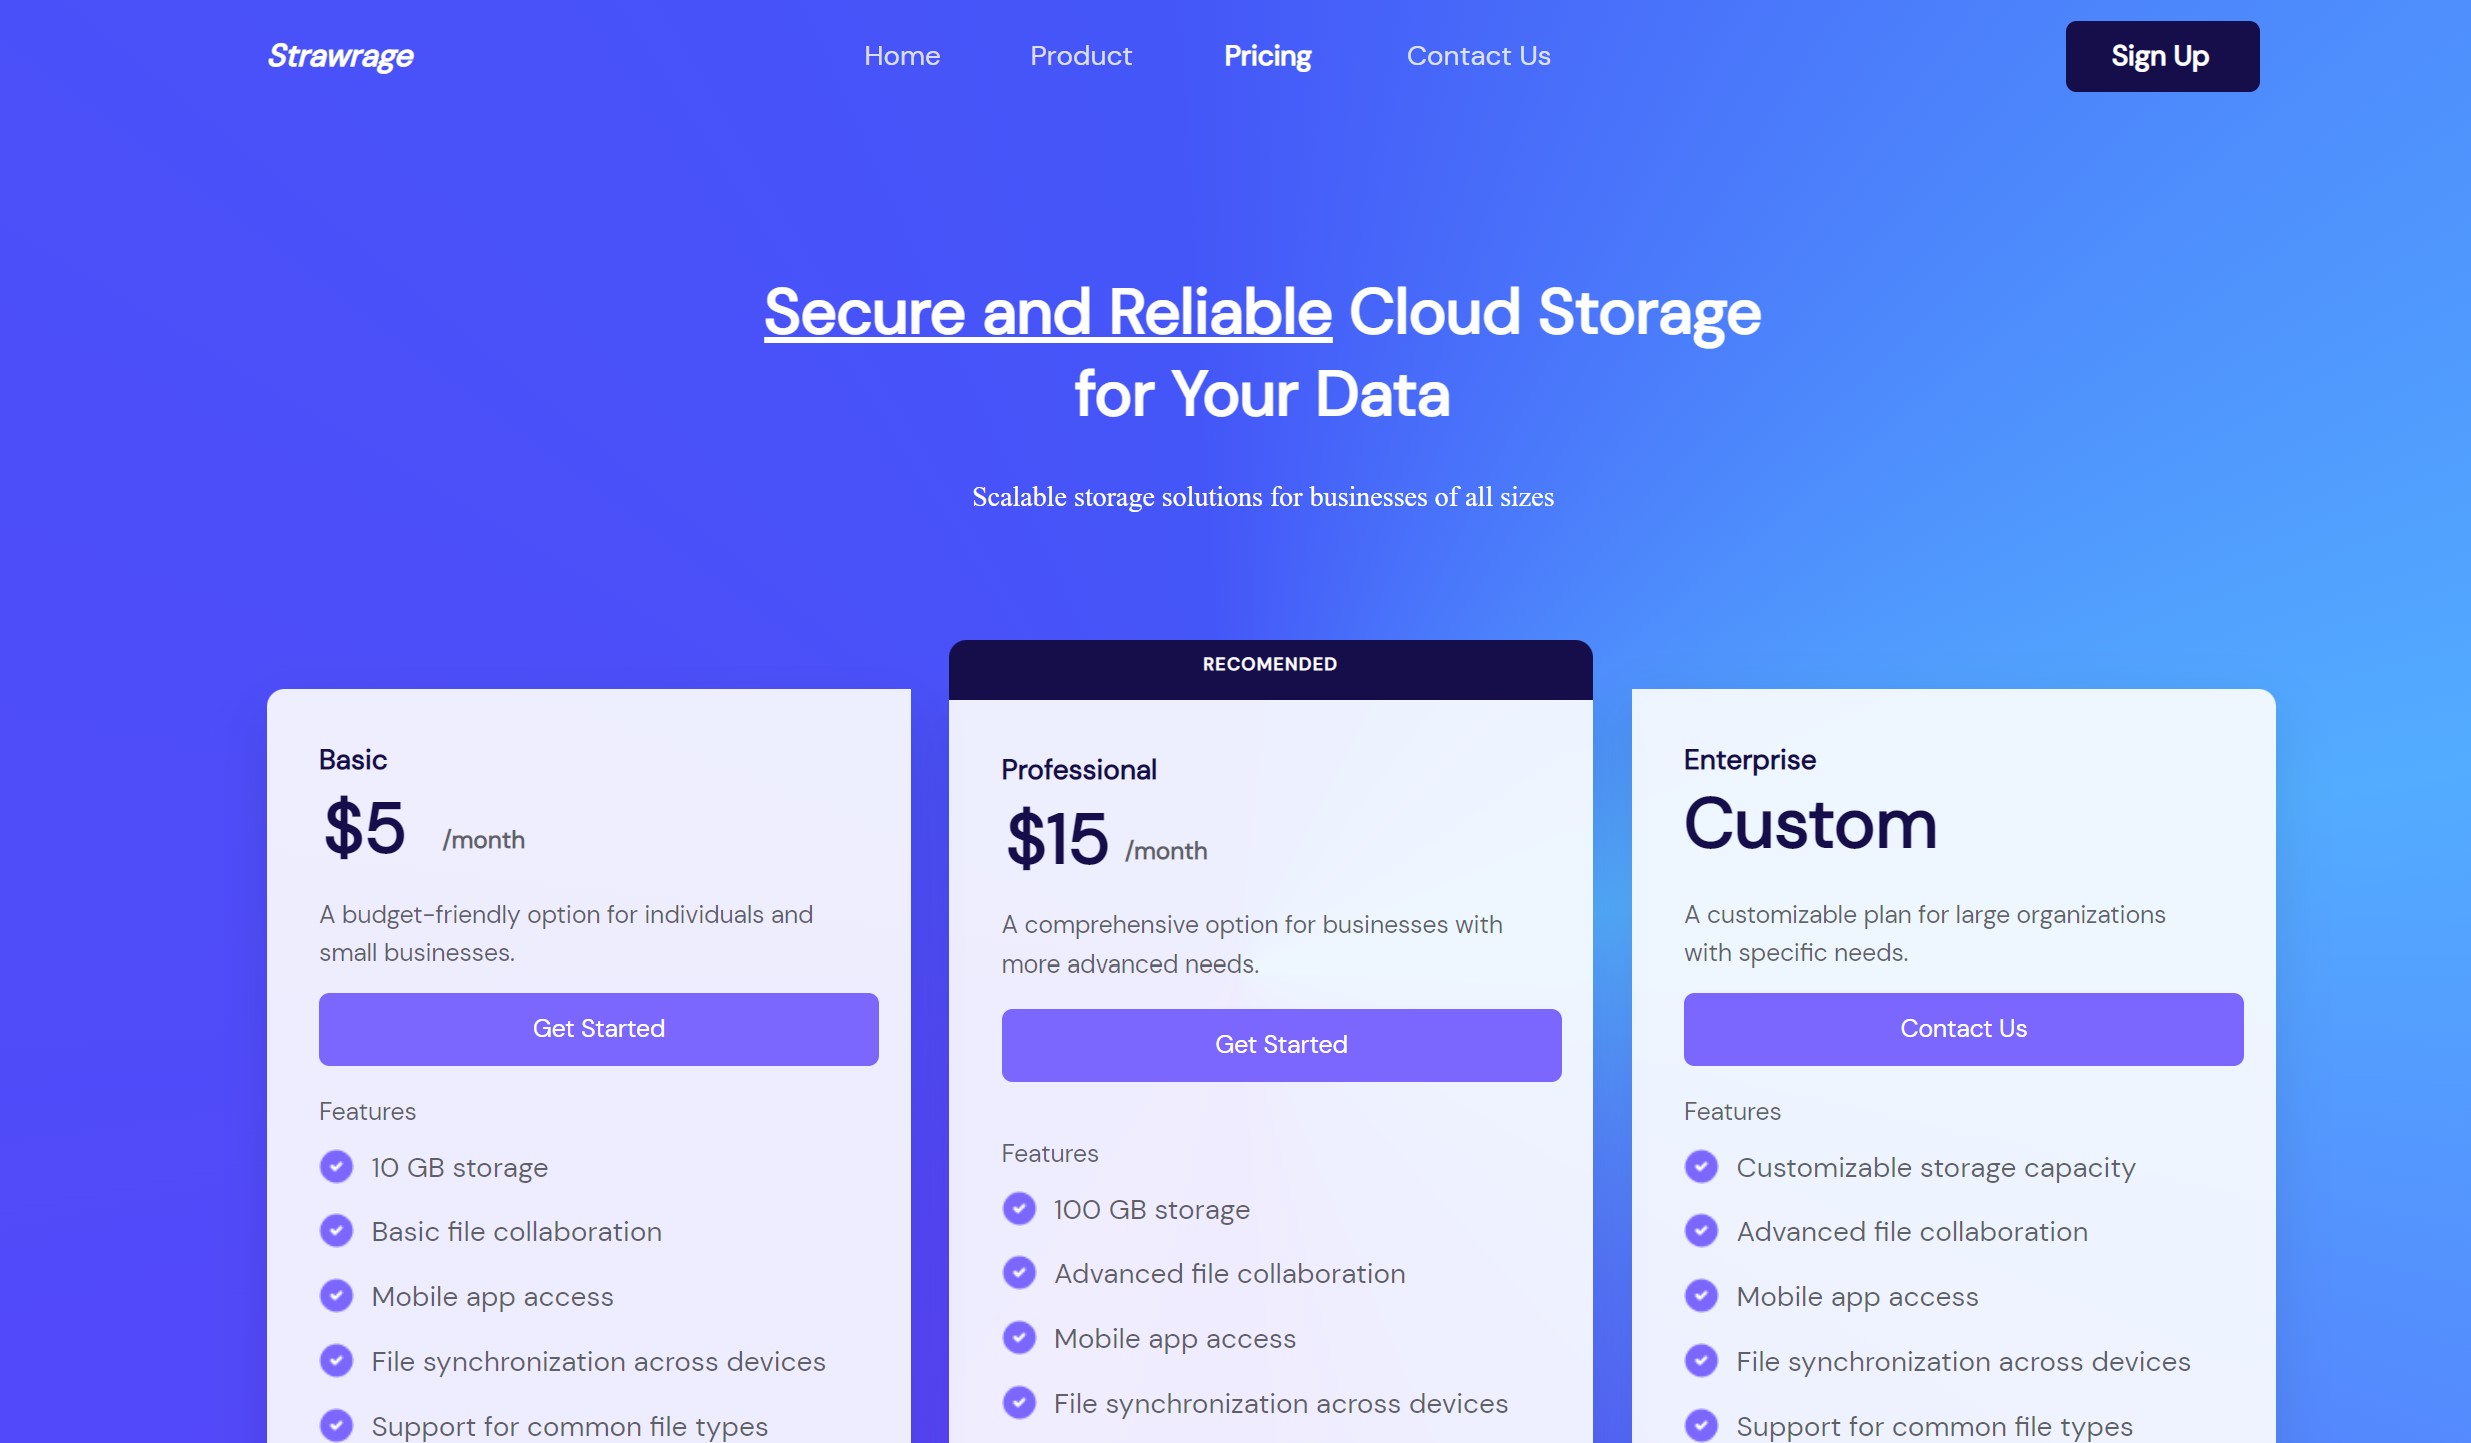 Strawrage
Home
Product
Pricing
Contact Us
Sign Up
Secure and Reliable Cloud Storage
for Your Data
Scalable storage solutions for businesses of all sizes
Basic
$5 /month
A budget-friendly option for individuals and
small businesses.
Get Started
Features
10 GB storage
Basic file collaboration
Mobile app access
File synchronization across devices
Support for common file types
RECOMENDED
Professional
$15 /month
A comprehensive option for businesses with
more advanced needs.
Get Started
Features
100 GB storage
Advanced file collaboration
Mobile app access
File synchronization across devices
Enterprise
Custom
A customizable plan for large organizations
with specific needs.
Contact Us
Features
Customizable storage capacity
Advanced file collaboration
Mobile app access
File synchronization across devices
Support for common file types